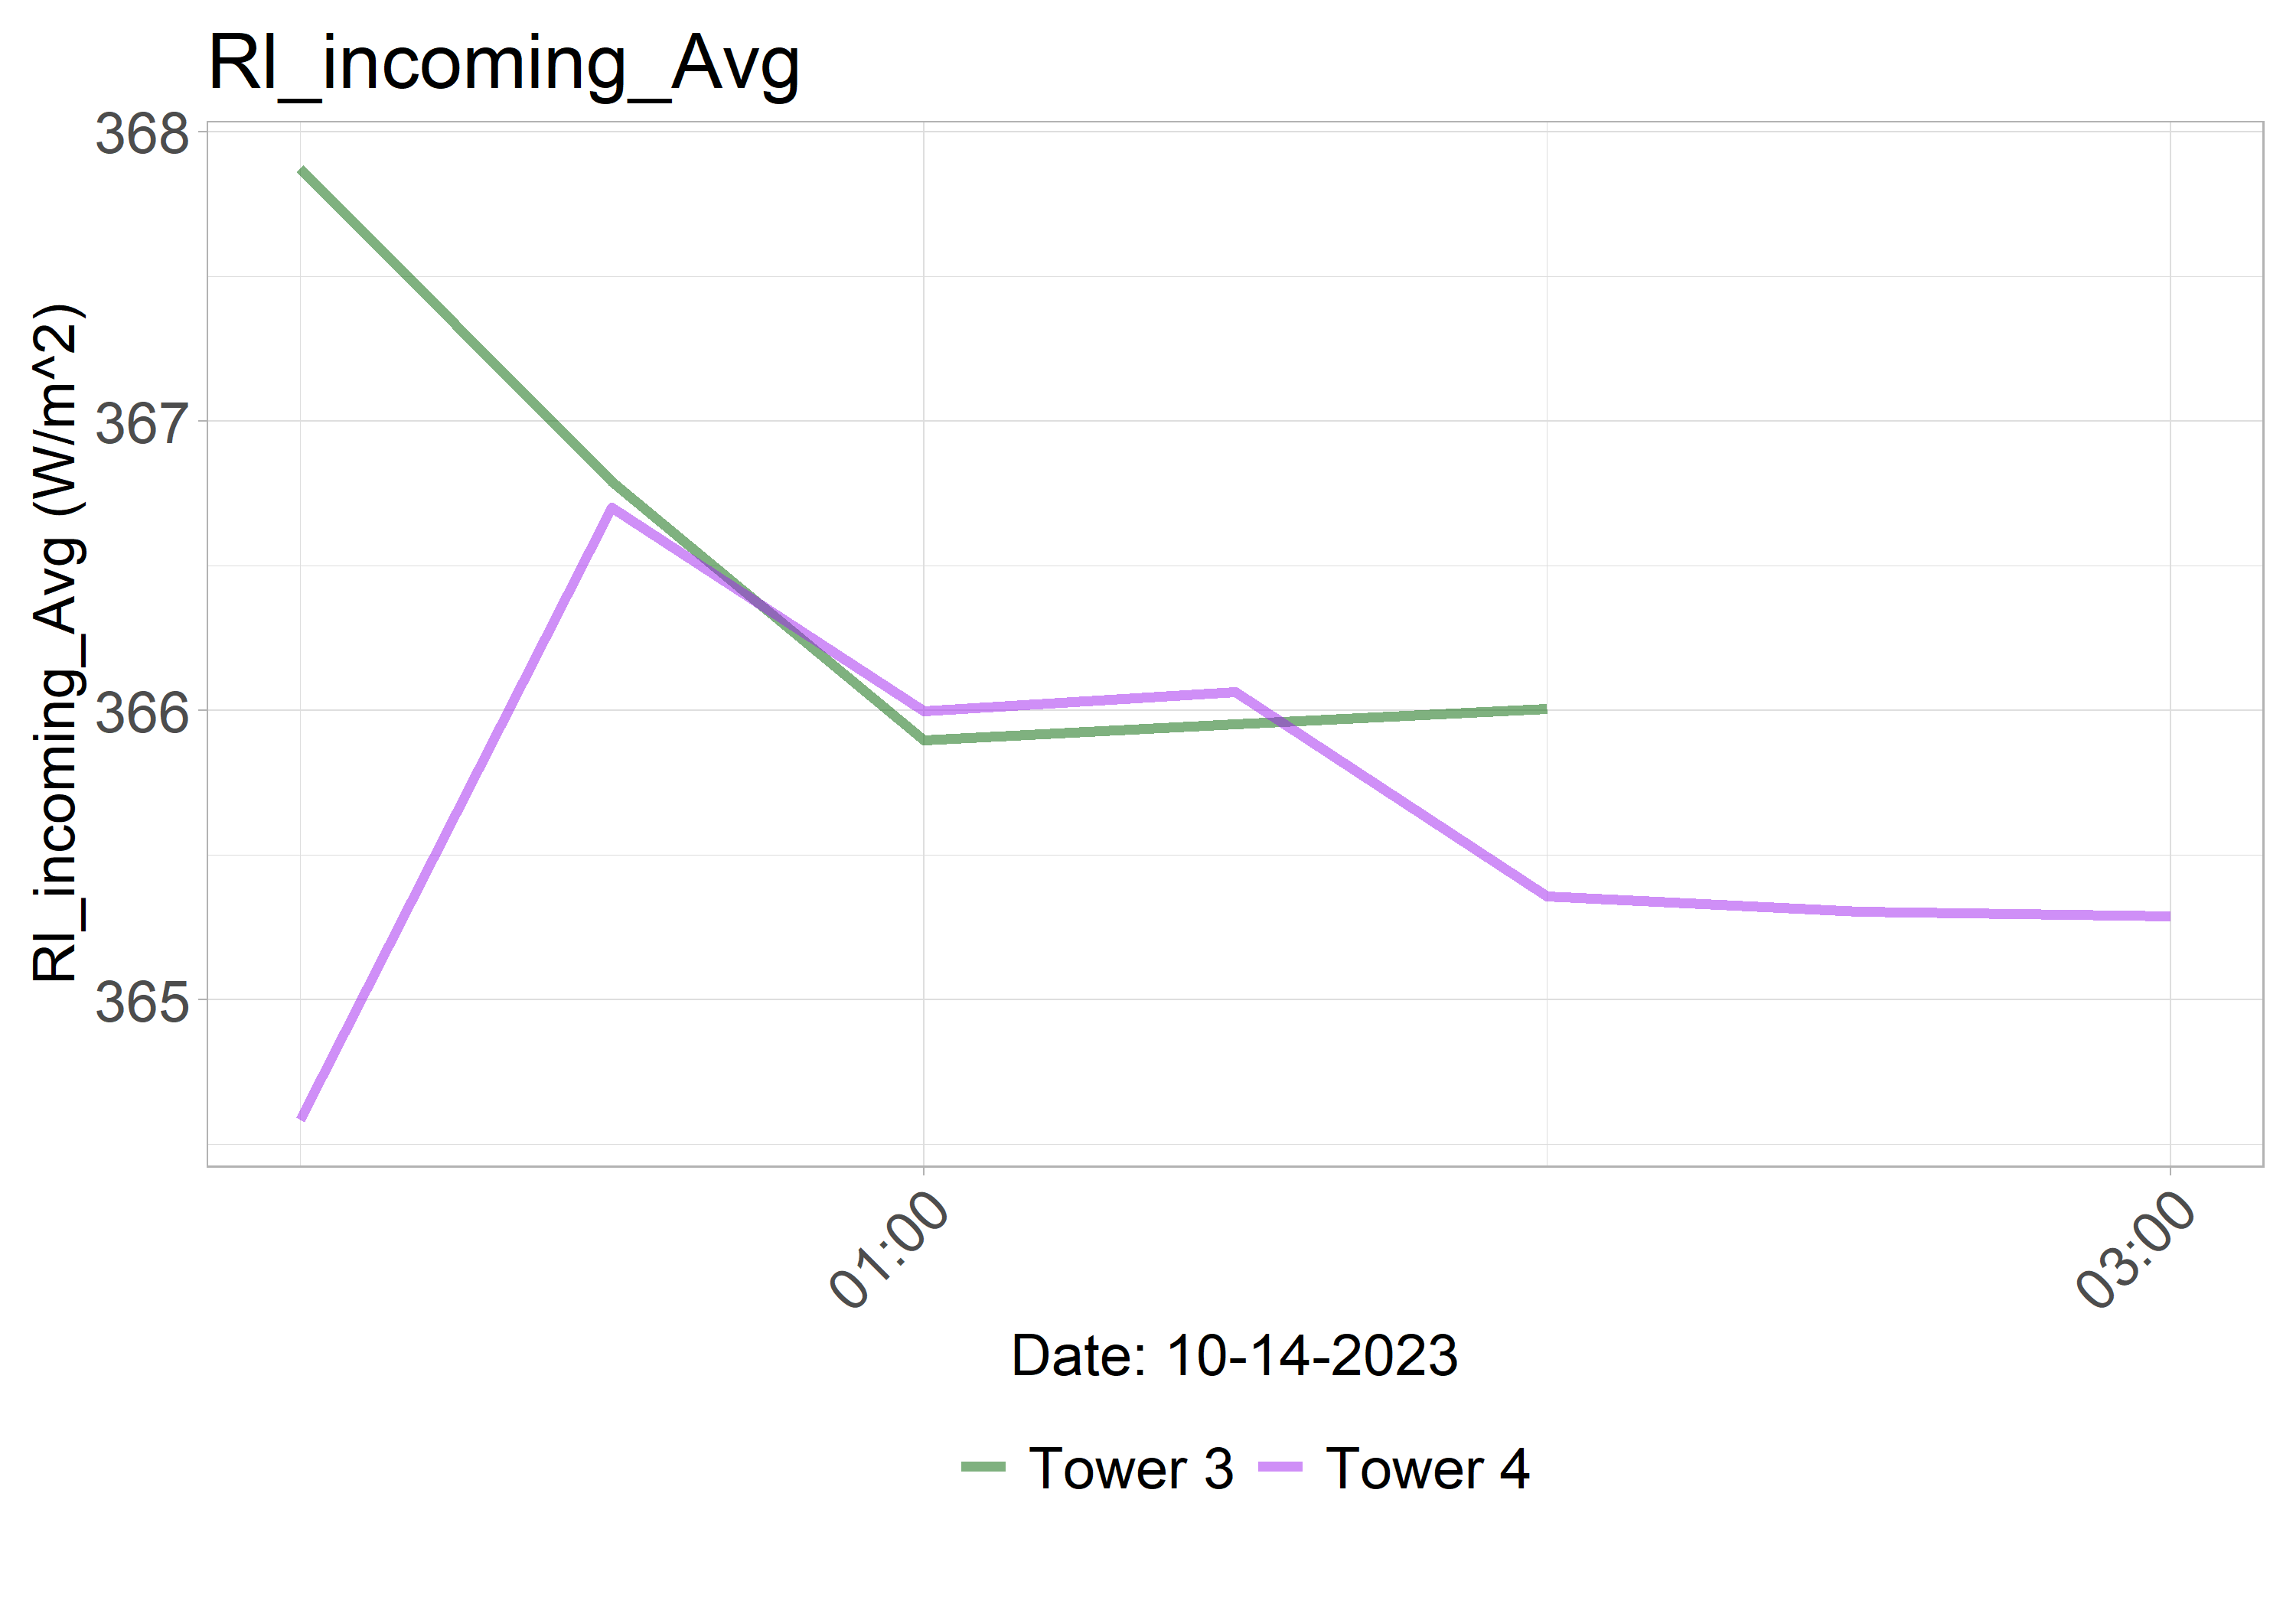 Rl_incoming_Avg
Rl_incoming_Avg (W/m^2)
368
367
366
365
01:00
03:00
Date: 10-14-2023
Tower 3
Tower 4